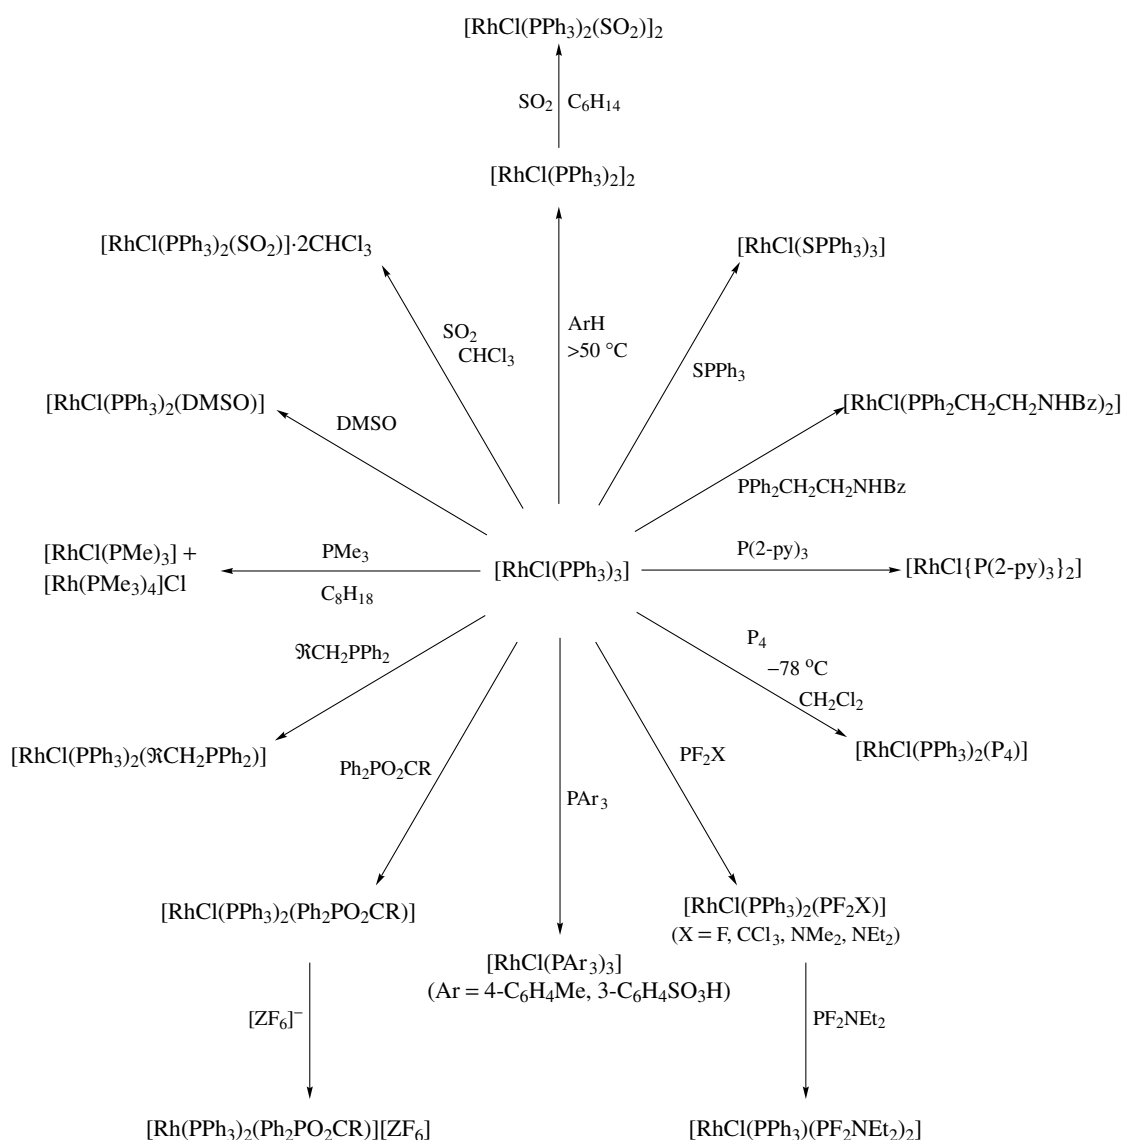 [RhCl(PPh₃)₂(SO₂)]₂
SO₂ C₆H₁₄
[RhCl(PPh₃)₂]₂
[RhCl(PPh₃)₂(SO₂)]·2CHCl₃
[RhCl(SPPh₃)₃]
SO₂
CHCl₃
ArH
>50 °C
SPPh₃
[RhCl(PPh₃)₂(DMSO)]
DMSO
[RhCl(PPh₂CH₂CH₂NHBz)₂]
PPh₂CH₂CH₂NHBz
[RhCl(PMe)₃] +
[Rh(PMe₃)₄]Cl
PMe₃
C₈H₁₈
[RhCl(PPh₃)₃]
P(2-py)₃
[RhCl{P(2-py)₃}₂]
ℜCH₂PPh₂
P₄
−78 °C
CH₂Cl₂
[RhCl(PPh₃)₂(ℜCH₂PPh₂)]
Ph₂PO₂CR
PAr₃
PF₂X
[RhCl(PPh₃)₂(P₄)]
[RhCl(PPh₃)₂(Ph₂PO₂CR)]
[RhCl(PAr₃)₃]
(Ar = 4-C₆H₄Me, 3-C₆H₄SO₃H)
[RhCl(PPh₃)₂(PF₂X)]
(X = F, CCl₃, NMe₂, NEt₂)
[ZF₆]⁻
PF₂NEt₂
[Rh(PPh₃)₂(Ph₂PO₂CR)][ZF₆]
[RhCl(PPh₃)(PF₂NEt₂)₂]